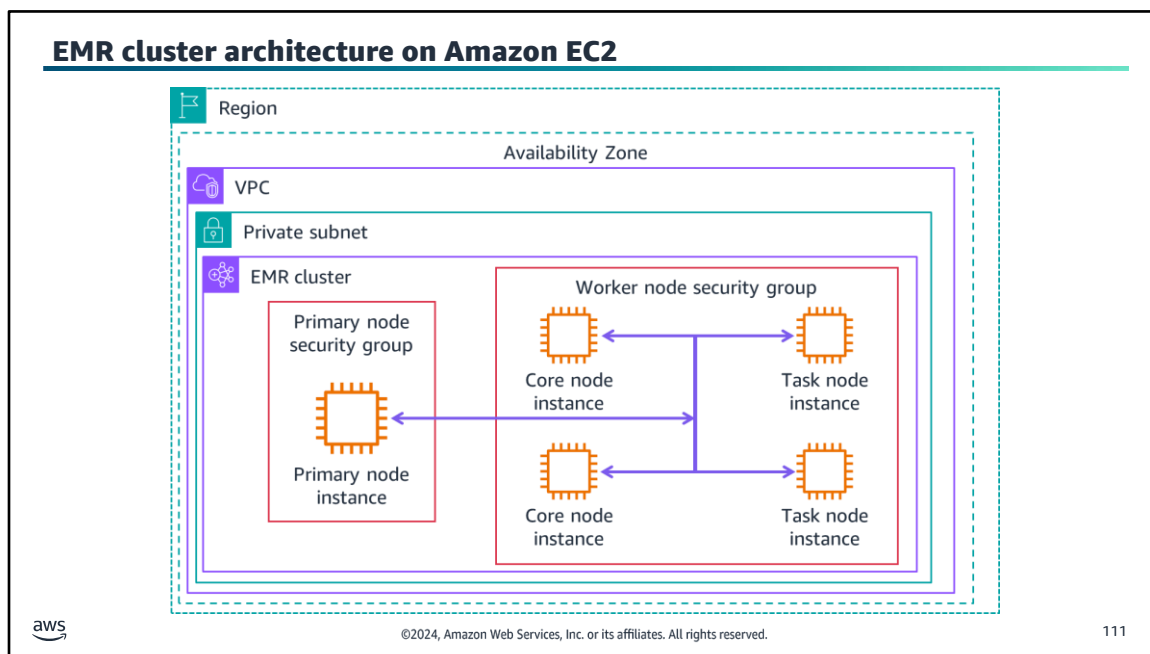 EMR cluster architecture on Amazon EC2
Region
Availability Zone
VPC
Private subnet
EMR cluster
Primary node
security group
Primary node
instance
Worker node security group
Core node
instance
Task node
instance
Core node
instance
Task node
instance
aws
©2024, Amazon Web Services, Inc. or its affiliates. All rights reserved.
111